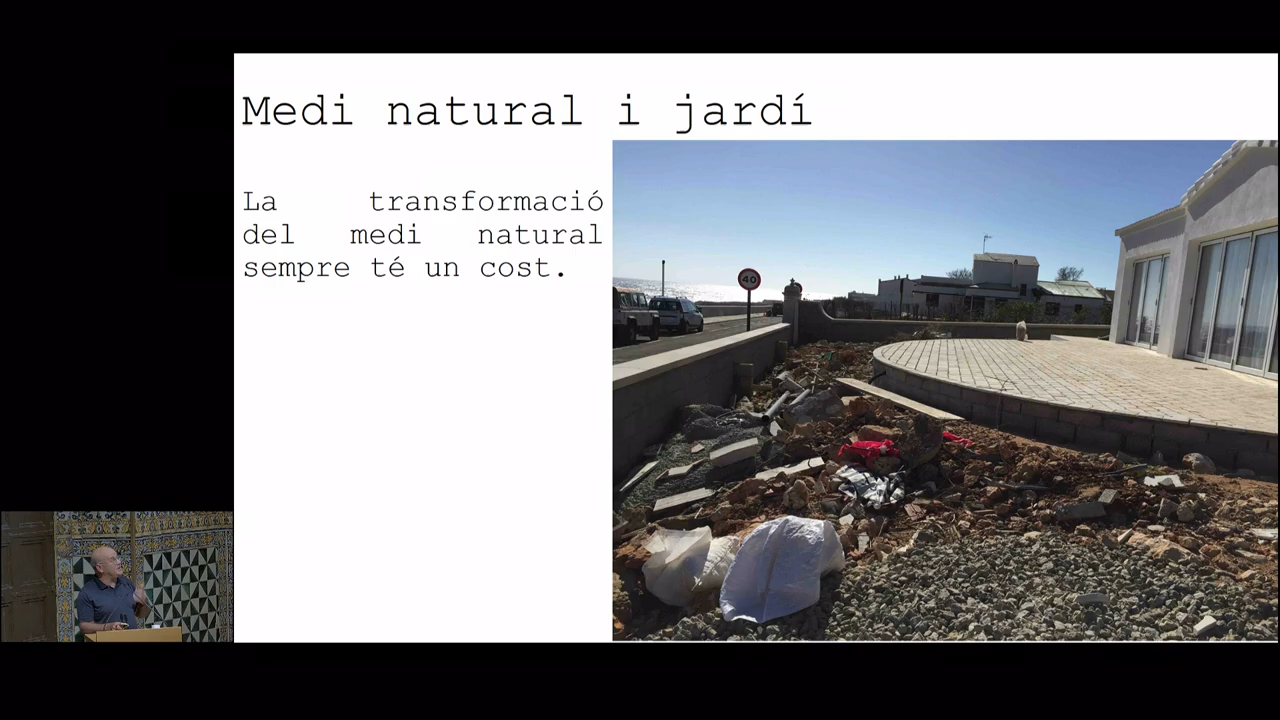 Medi natural i jardí
La transformació
del medi natural
sempre té un cost.
40